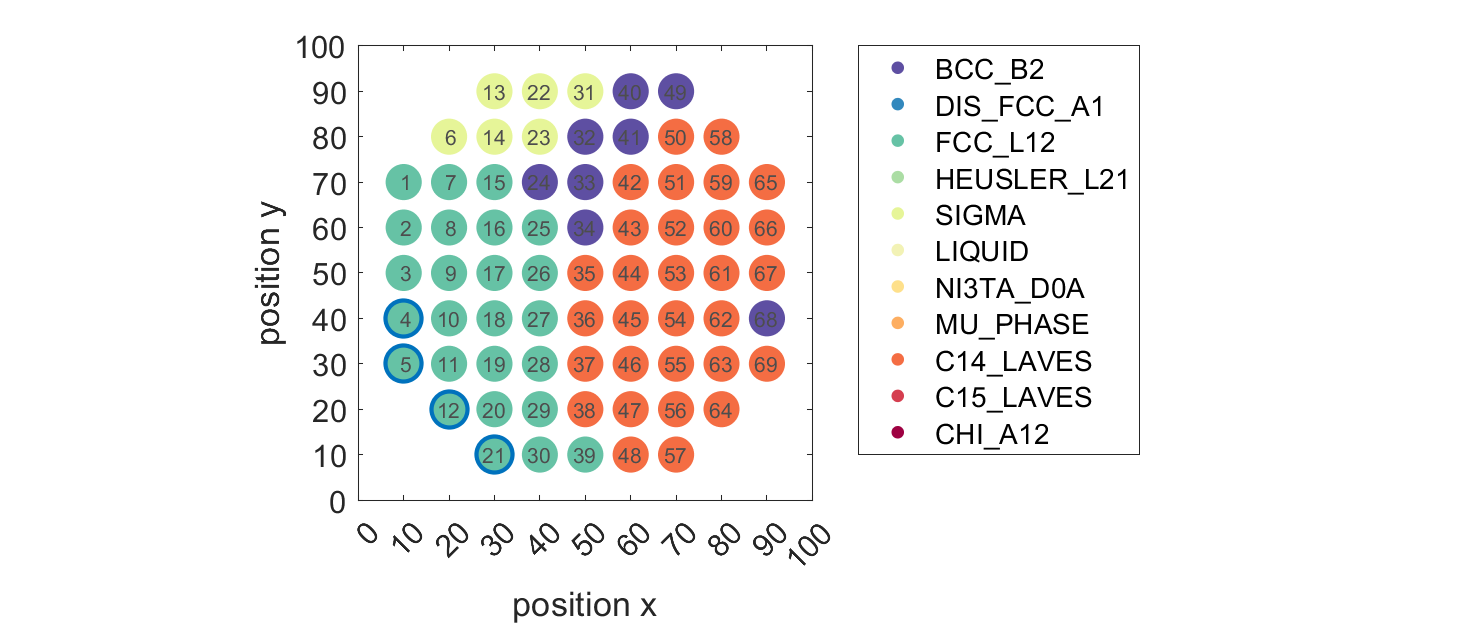 100
90 13 22 31 40 49
80 6 14 23 32 41 50 58
70 1 7 15 24 33 42 51 59 65
60 2 8 16 25 34 43 52 60 66
50 3 9 17 26 35 44 53 61 67
40 4 10 18 27 36 45 54 62 68
30 5 11 19 28 37 46 55 63 69
20 12 20 29 38 47 56 64
10 21 30 39 48 57
0
position y
0 10 20 30 40 50 60 70 80 90 100
position x
BCC_B2
DIS_FCC_A1
FCC_L12
HEUSLER_L21
SIGMA
LIQUID
NI3TA_D0A
MU_PHASE
C14_LAVES
C15_LAVES
CHI_A12